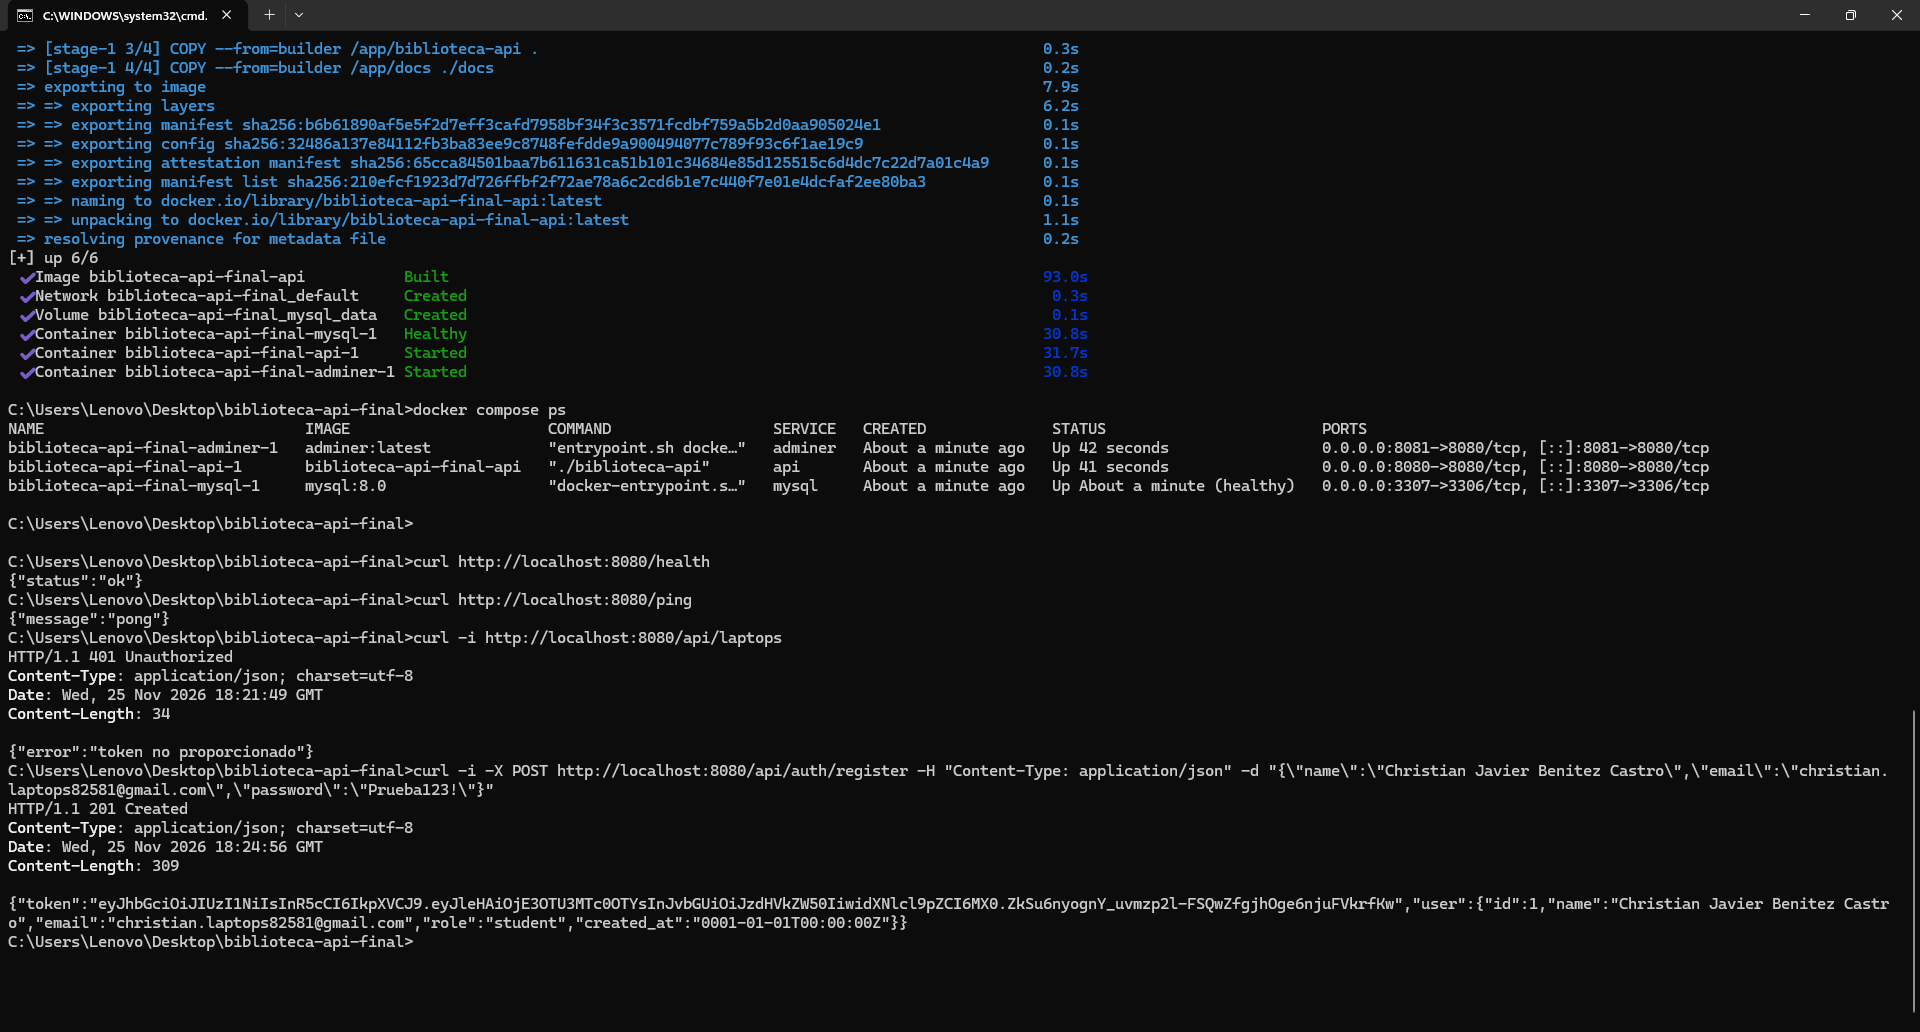 C:\WINDOWS\system32\cmd.
=> [stage-1 3/4] COPY --from=builder /app/biblioteca-api . 0.3s
=> [stage-1 4/4] COPY --from=builder /app/docs ./docs 0.2s
=> exporting to image 7.9s
=> => exporting layers 6.2s
=> => exporting manifest sha256:b6b61890af5e5f2d7eff3cafd7958bf34f3c3571fcdbf759a5b2d0aa905024e1 0.1s
=> => exporting config sha256:32486a137e84112fb3ba83ee9c8748fefdde9a900494077c789f93c6f1ae19c9 0.1s
=> => exporting attestation manifest sha256:65cca84501baa7b611631ca51b101c34684e85d125515c6d4dc7c22d7a01c4a9 0.1s
=> => exporting manifest list sha256:210efcf1923d7d726ffbf2f72ae78a6c2cd6b1e7c440f7e01e4dcfaf2ee80ba3 0.1s
=> => naming to docker.io/library/biblioteca-api-final-api:latest 0.1s
=> => unpacking to docker.io/library/biblioteca-api-final-api:latest 1.1s
=> resolving provenance for metadata file 0.2s
[+] up 6/6
✔Image biblioteca-api-final-api Built 93.0s
✔Network biblioteca-api-final_default Created 0.3s
✔Volume biblioteca-api-final_mysql_data Created 0.1s
✔Container biblioteca-api-final-mysql-1 Healthy 30.8s
✔Container biblioteca-api-final-api-1 Started 31.7s
✔Container biblioteca-api-final-adminer-1 Started 30.8s
C:\Users\Lenovo\Desktop\biblioteca-api-final>docker compose ps
NAME IMAGE COMMAND SERVICE CREATED STATUS PORTS
biblioteca-api-final-adminer-1 adminer:latest "entrypoint.sh docke…" adminer About a minute ago Up 42 seconds 0.0.0.0:8081->8080/tcp, [::]:8081->8080/tcp
biblioteca-api-final-api-1 biblioteca-api-final-api "./biblioteca-api" api About a minute ago Up 41 seconds 0.0.0.0:8080->8080/tcp, [::]:8080->8080/tcp
biblioteca-api-final-mysql-1 mysql:8.0 "docker-entrypoint.s…" mysql About a minute ago Up About a minute (healthy) 0.0.0.0:3307->3306/tcp, [::]:3307->3306/tcp
C:\Users\Lenovo\Desktop\biblioteca-api-final>
C:\Users\Lenovo\Desktop\biblioteca-api-final>curl http://localhost:8080/health
{"status":"ok"}
C:\Users\Lenovo\Desktop\biblioteca-api-final>curl http://localhost:8080/ping
{"message":"pong"}
C:\Users\Lenovo\Desktop\biblioteca-api-final>curl -i http://localhost:8080/api/laptops
HTTP/1.1 401 Unauthorized
Content-Type: application/json; charset=utf-8
Date: Wed, 25 Nov 2026 18:21:49 GMT
Content-Length: 34
{"error":"token no proporcionado"}
C:\Users\Lenovo\Desktop\biblioteca-api-final>curl -i -X POST http://localhost:8080/api/auth/register -H "Content-Type: application/json" -d "{\"name\":\"Christian Javier Benitez Castro\",\"email\":\"christian.
laptops82581@gmail.com\",\"password\":\"Prueba123!\"}"
HTTP/1.1 201 Created
Content-Type: application/json; charset=utf-8
Date: Wed, 25 Nov 2026 18:24:56 GMT
Content-Length: 309
{"token":"eyJhbGciOiJIUzI1NiIsInR5cCI6IkpXVCJ9.eyJleHAiOjE3OTU3MTc0OTYsInJvbGUiOiJzdHVkZW50IiwidXNlcl9pZCI6MX0.ZkSu6nyognY_uvmzp2l-FSQwZfgjhOge6njuFVkrfKw","user":{"id":1,"name":"Christian Javier Benitez Castr
o","email":"christian.laptops82581@gmail.com","role":"student","created_at":"0001-01-01T00:00:00Z"}}
C:\Users\Lenovo\Desktop\biblioteca-api-final>